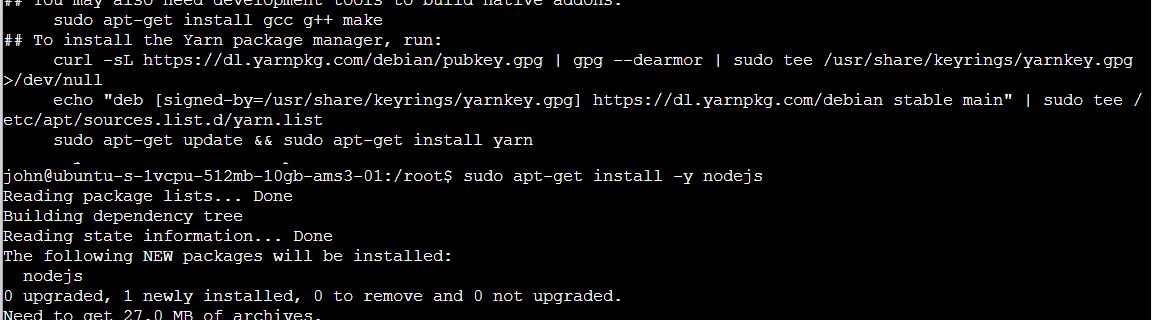 ## You may also need development tools to build native addons:
     sudo apt-get install gcc g++ make
## To install the Yarn package manager, run:
     curl -sL https://dl.yarnpkg.com/debian/pubkey.gpg | gpg --dearmor | sudo tee /usr/share/keyrings/yarnkey.gpg
>/dev/null
     echo "deb [signed-by=/usr/share/keyrings/yarnkey.gpg] https://dl.yarnpkg.com/debian stable main" | sudo tee /
etc/apt/sources.list.d/yarn.list
     sudo apt-get update && sudo apt-get install yarn
john@ubuntu-s-1vcpu-512mb-10gb-ams3-01:/root$ sudo apt-get install -y nodejs
Reading package lists... Done
Building dependency tree
Reading state information... Done
The following NEW packages will be installed:
  nodejs
0 upgraded, 1 newly installed, 0 to remove and 0 not upgraded.
Need to get 27.0 MB of archives.